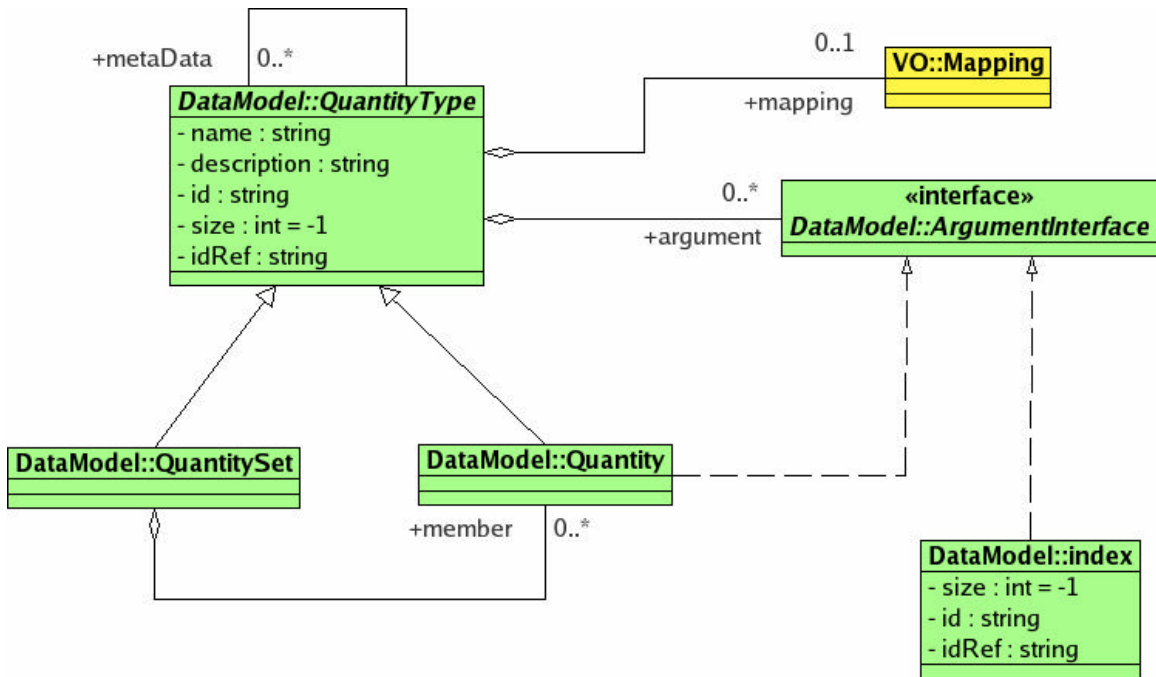 +metaData
0..*
DataModel::QuantityType
- name : string
- description : string
- id : string
- size : int = -1
- idRef : string
0..1
VO::Mapping
+mapping
0..*
+argument
«interface»
DataModel::ArgumentInterface
DataModel::QuantitySet
DataModel::Quantity
+member
0..*
DataModel::index
- size : int = -1
- id : string
- idRef : string